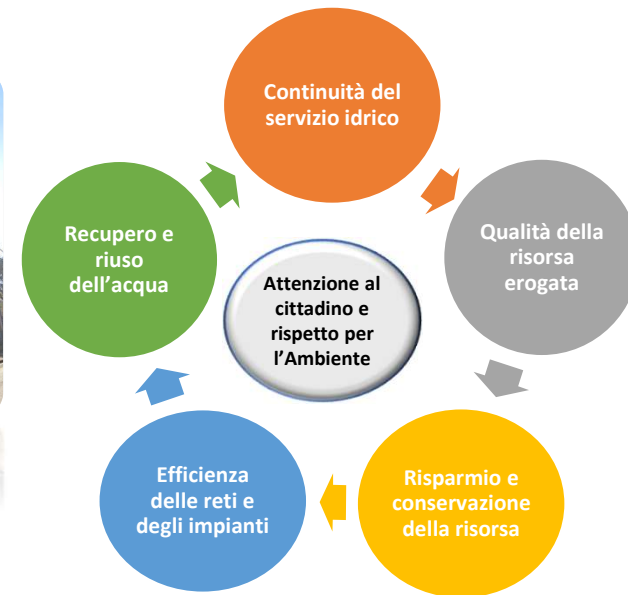 Continuità del
servizio idrico
Qualità della
risorsa
erogata
Risparmio e
conservazione
della risorsa
Efficienza
delle reti e
degli impianti
Recupero e
riuso
dell'acqua
Attenzione al
cittadino e
rispetto per
l'Ambiente